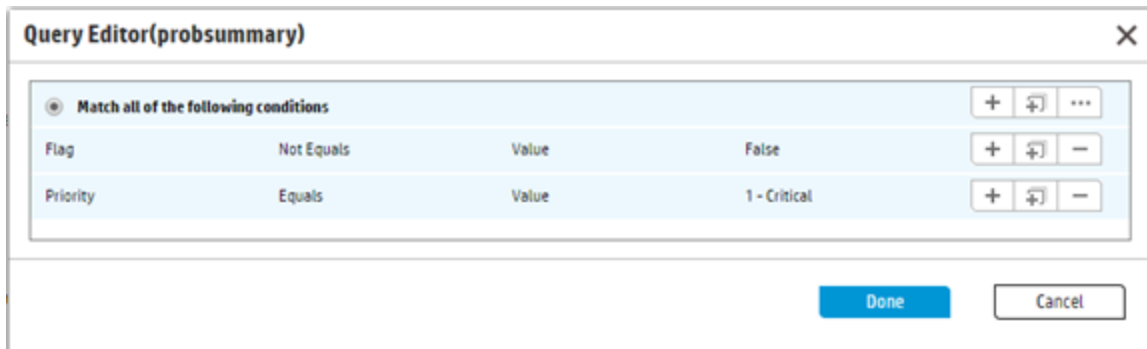 Query Editor(probsummary)
Match all of the following conditions
Flag Not Equals Value False
Priority Equals Value 1 - Critical
Done Cancel